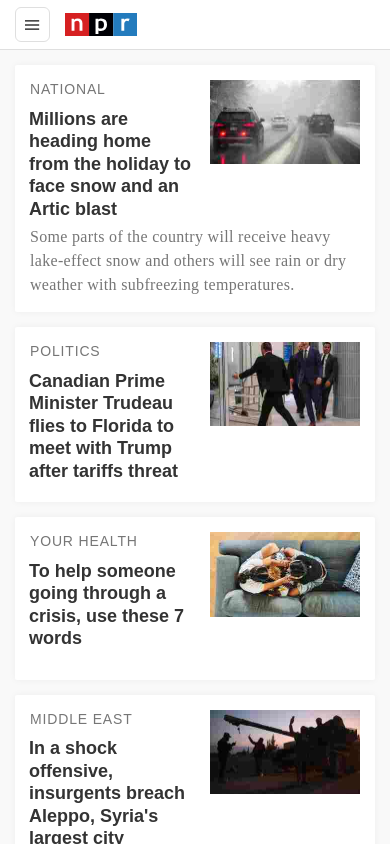 npr
NATIONAL
Millions are
heading home
from the holiday to
face snow and an
Artic blast
Some parts of the country will receive heavy
lake-effect snow and others will see rain or dry
weather with subfreezing temperatures.
POLITICS
Canadian Prime
Minister Trudeau
flies to Florida to
meet with Trump
after tariffs threat
YOUR HEALTH
To help someone
going through a
crisis, use these 7
words
MIDDLE EAST
In a shock
offensive,
insurgents breach
Aleppo, Syria's
largest city